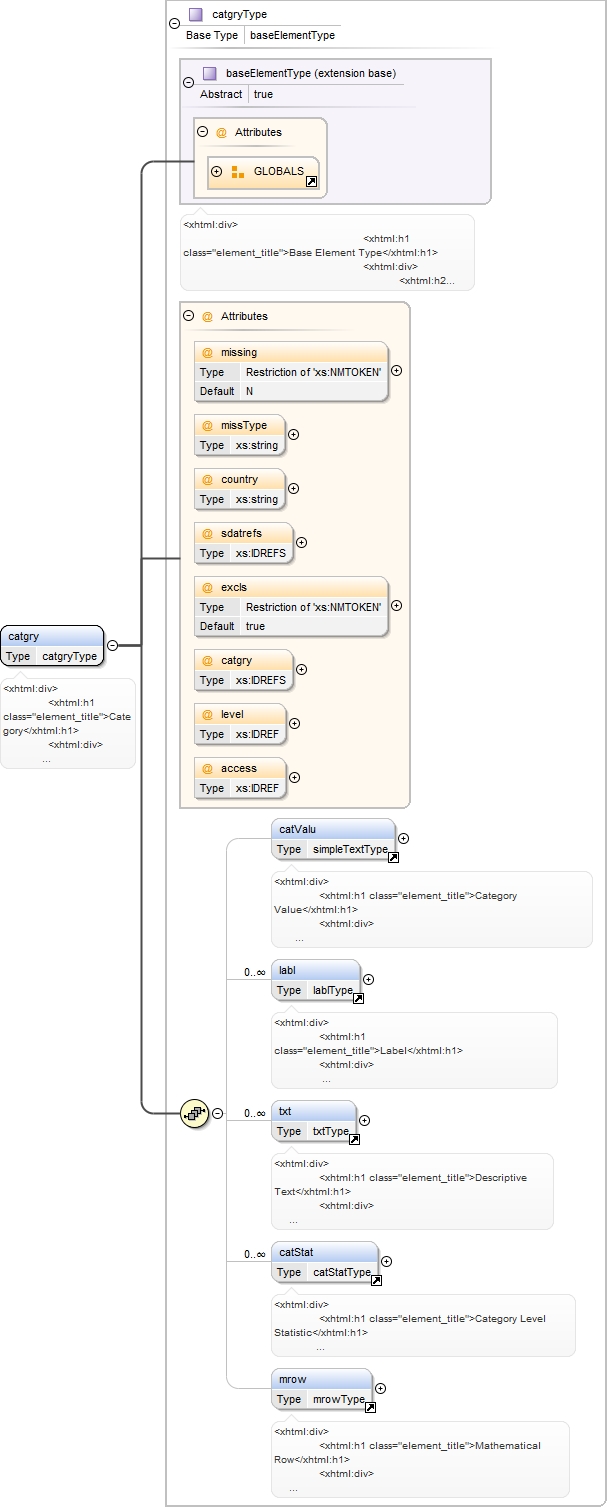 catgryType
Base Type baseElementType
baseElementType (extension base)
Abstract true
@ Attributes
GLOBALS
<xhtml:div>
<xhtml:h1
class="element_title">Base Element Type</xhtml:h1>
<xhtml:div>
<xhtml:h2...
@ Attributes
@ missing
Type Restriction of 'xs:NMTOKEN'
Default N
@ missType
Type xs:string
@ country
Type xs:string
@ sdatrefs
Type xs:IDREFS
@ excls
Type Restriction of 'xs:NMTOKEN'
Default true
@ catgry
Type xs:IDREFS
@ level
Type xs:IDREF
@ access
Type xs:IDREF
catgry
Type catgryType
<xhtml:div>
<xhtml:h1
class="element_title">Cate
gory</xhtml:h1>
<xhtml:div>
...
catValu
Type simpleTextType
<xhtml:div>
<xhtml:h1 class="element_title">Category
Value</xhtml:h1>
<xhtml:div>
...
0..∞ labl
Type lablType
<xhtml:div>
<xhtml:h1
class="element_title">Label</xhtml:h1>
<xhtml:div>
...
0..∞ txt
Type txtType
<xhtml:div>
<xhtml:h1 class="element_title">Descriptive
Text</xhtml:h1>
<xhtml:div>
...
0..∞ catStat
Type catStatType
<xhtml:div>
<xhtml:h1 class="element_title">Category Level
Statistic</xhtml:h1>
...
mrow
Type mrowType
<xhtml:div>
<xhtml:h1 class="element_title">Mathematical
Row</xhtml:h1>
<xhtml:div>
...